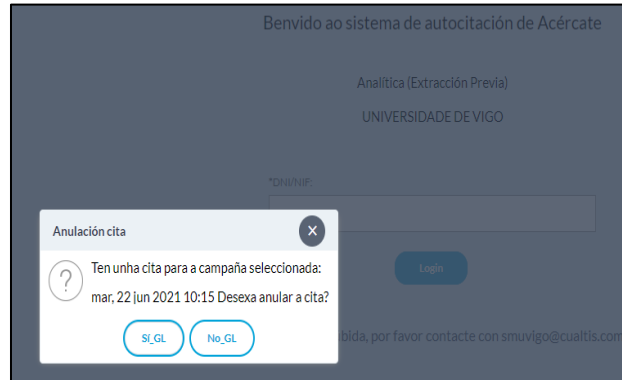 Benvido ao sistema de autocitación de Acércate
Analítica (Extracción Previa)
UNIVERSIDADE DE VIGO
*DNI/NIF:
Anulación cita
X
Ten unha cita para a campaña seleccionada:
?
mar, 22 jun 2021 10:15 Desexa anular a cita?
Login
Sí_GL No_GL
ibida, por favor contacte con smuvigo@cualtis.com